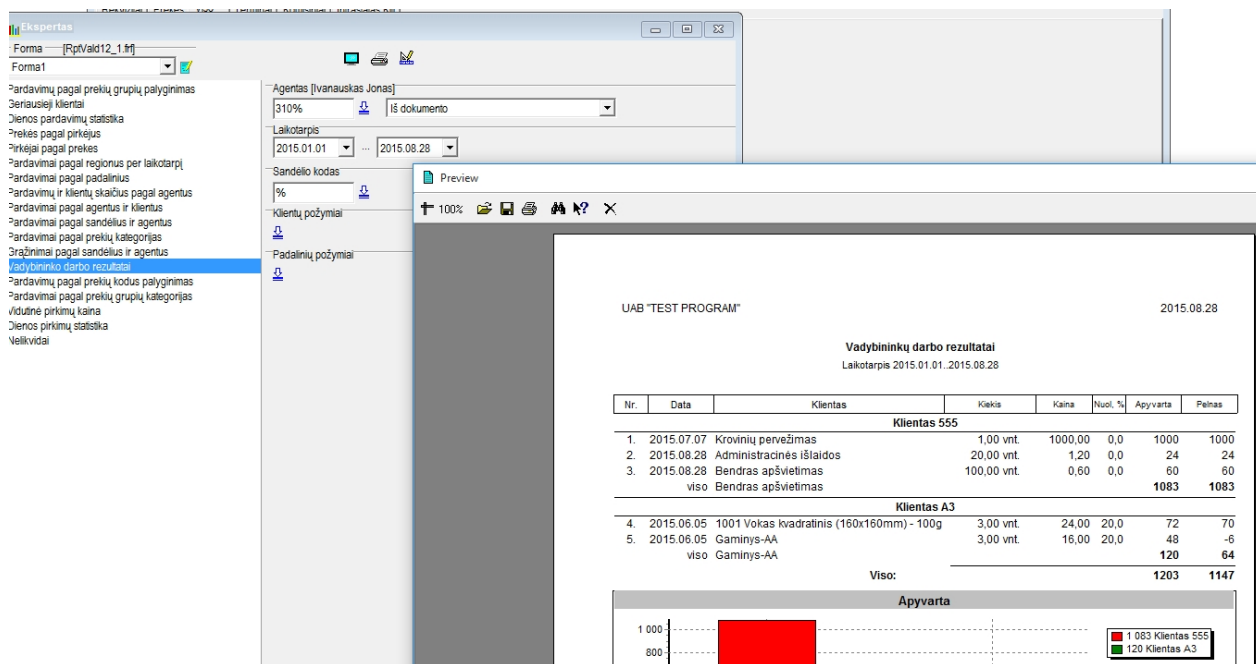 Ekspertas
Forma [RptVald12_1.frf]
Forma1
Pardavimų pagal prekių grupių palyginimas
Geriausieji klientai
Dienos pardavimų statistika
Prekės pagal pirkėjus
Pirkėjai pagal prekes
Pardavimai pagal regionus per laikotarpį
Pardavimai pagal padalinius
Pardavimų ir klientų skaičius pagal agentus
Pardavimai pagal agentus ir klientus
Pardavimai pagal sandėlius ir agentus
Pardavimai pagal prekių kategorijas
Grąžinimai pagal sandėlius ir agentus
Vadybininko darbo rezultatai
Pardavimų pagal prekių kodus palyginimas
Pardavimai pagal prekių grupių kategorijas
Vidutinė pirkimų kaina
Dienos pirkimų statistika
Nelikvidai
Agentas [Ivanauskas Jonas]
310% Iš dokumento
Laikotarpis
2015.01.01 ... 2015.08.28
Sandėlio kodas
%
Klientų požymiai
Padalinių požymiai
Preview
100%
UAB "TEST PROGRAM" 2015.08.28
Vadybininkų darbo rezultatai
Laikotarpis 2015.01.01..2015.08.28
Nr. Data Klientas Kiekis Kaina Nuol, % Apyvarta Pelnas
Klientas 555
1. 2015.07.07 Krovinių pervežimas 1,00 vnt. 1000,00 0,0 1000 1000
2. 2015.08.28 Administracinės išlaidos 20,00 vnt. 1,20 0,0 24 24
3. 2015.08.28 Bendras apšvietimas 100,00 vnt. 0,60 0,0 60 60
viso Bendras apšvietimas 1083 1083
Klientas A3
4. 2015.06.05 1001 Vokas kvadratinis (160x160mm) - 100g 3,00 vnt. 24,00 20,0 72 70
5. 2015.06.05 Gaminys-AA 3,00 vnt. 16,00 20,0 48 -6
viso Gaminys-AA 120 64
Viso: 1203 1147
Apyvarta
1 000
800
1 083 Klientas 555
120 Klientas A3